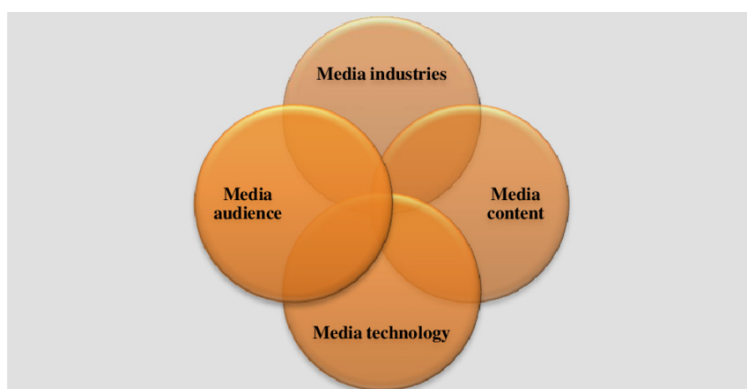 Media industries
Media
audience
Media
content
Media technology